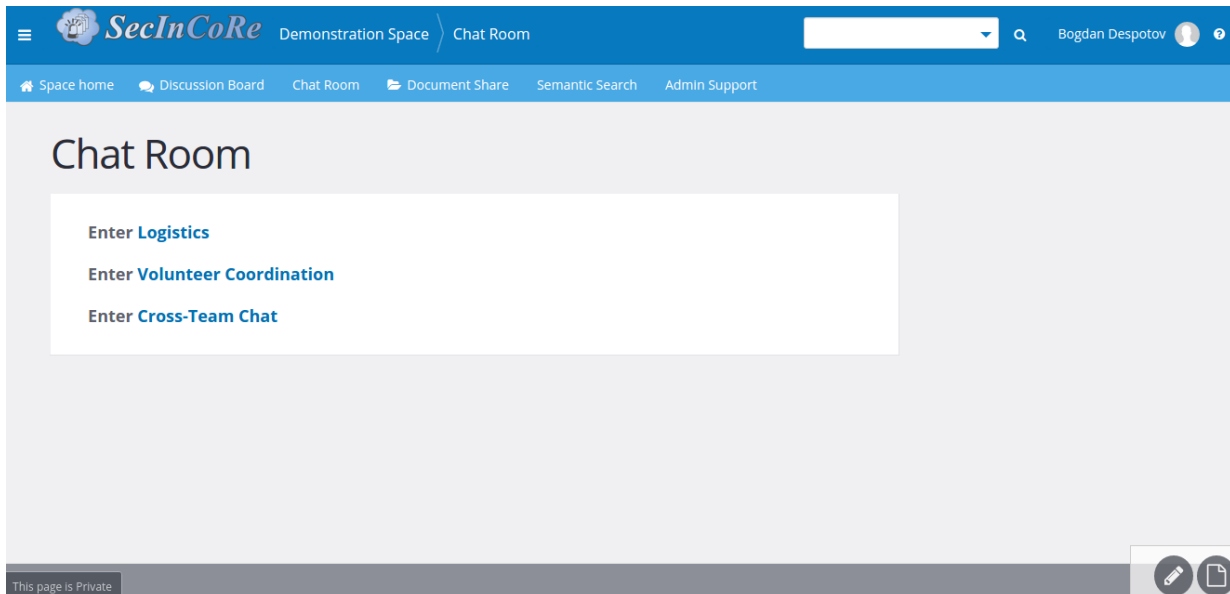 SecInCoRe Demonstration Space Chat Room Bogdan Despotov
Space home Discussion Board Chat Room Document Share Semantic Search Admin Support
Chat Room
Enter Logistics
Enter Volunteer Coordination
Enter Cross-Team Chat
This page is Private